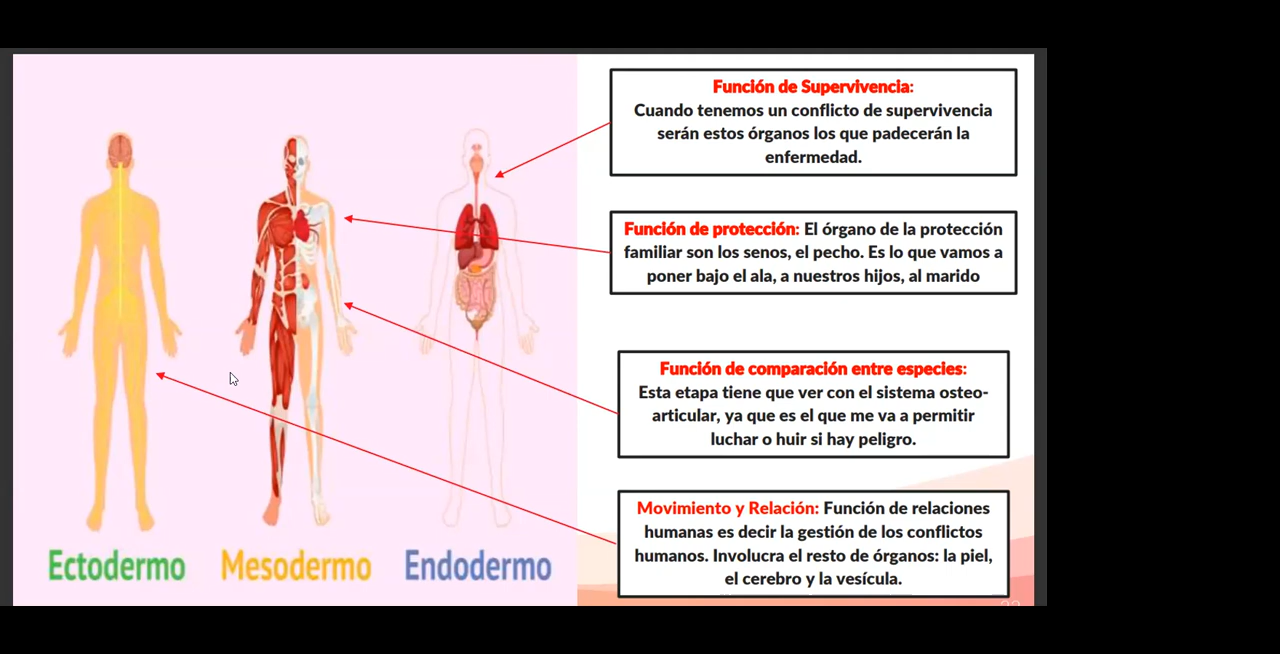 Función de Supervivencia:
Cuando tenemos un conflicto de supervivencia
serán estos órganos los que padecerán la
enfermedad.
Función de protección: El órgano de la protección
familiar son los senos, el pecho. Es lo que vamos a
poner bajo el ala, a nuestros hijos, al marido
Función de comparación entre especies:
Esta etapa tiene que ver con el sistema osteo-
articular, ya que es el que me va a permitir
luchar o huir si hay peligro.
Movimiento y Relación: Función de relaciones
humanas es decir la gestión de los conflictos
humanos. Involucra el resto de órganos: la piel,
el cerebro y la vesícula.
Ectodermo Mesodermo Endodermo